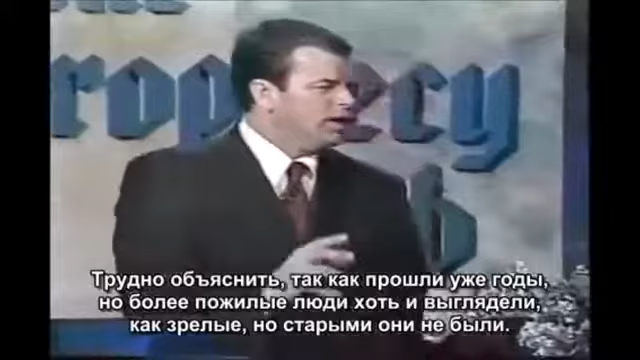 Prophecy
Трудно объяснить, так как прошли уже годы,
но более пожилые люди хоть и выглядели,
как зрелые, но старыми они не были.